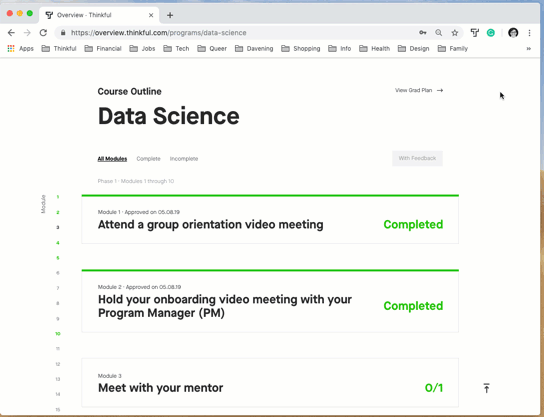 Overview - Thinkful
https://overview.thinkful.com/programs/data-science
Apps Thinkful Financial Jobs Tech Queer Davening Shopping Info Health Design Family »
Course Outline
View Grad Plan →
Data Science
All Modules Complete Incomplete
With Feedback
Phase 1 - Modules 1 through 10
Module
1
2
3
4
5
6
7
8
9
10
11
12
13
14
15
Module 1 · Approved on 05.08.19
Attend a group orientation video meeting
Completed
Module 2 · Approved on 05.08.19
Hold your onboarding video meeting with your
Program Manager (PM)
Completed
Module 3
Meet with your mentor
0/1